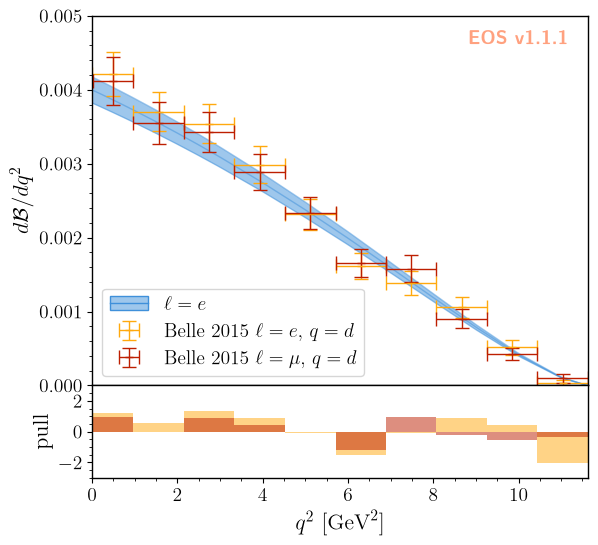 0.005
EOS v1.1.1
0.004
0.003
dℬ/dq²
0.002
0.001
ℓ = e
Belle 2015 ℓ = e, q = d
Belle 2015 ℓ = μ, q = d
0.000
2
pull
0
−2
0 2 4 6 8 10
q² [GeV²]